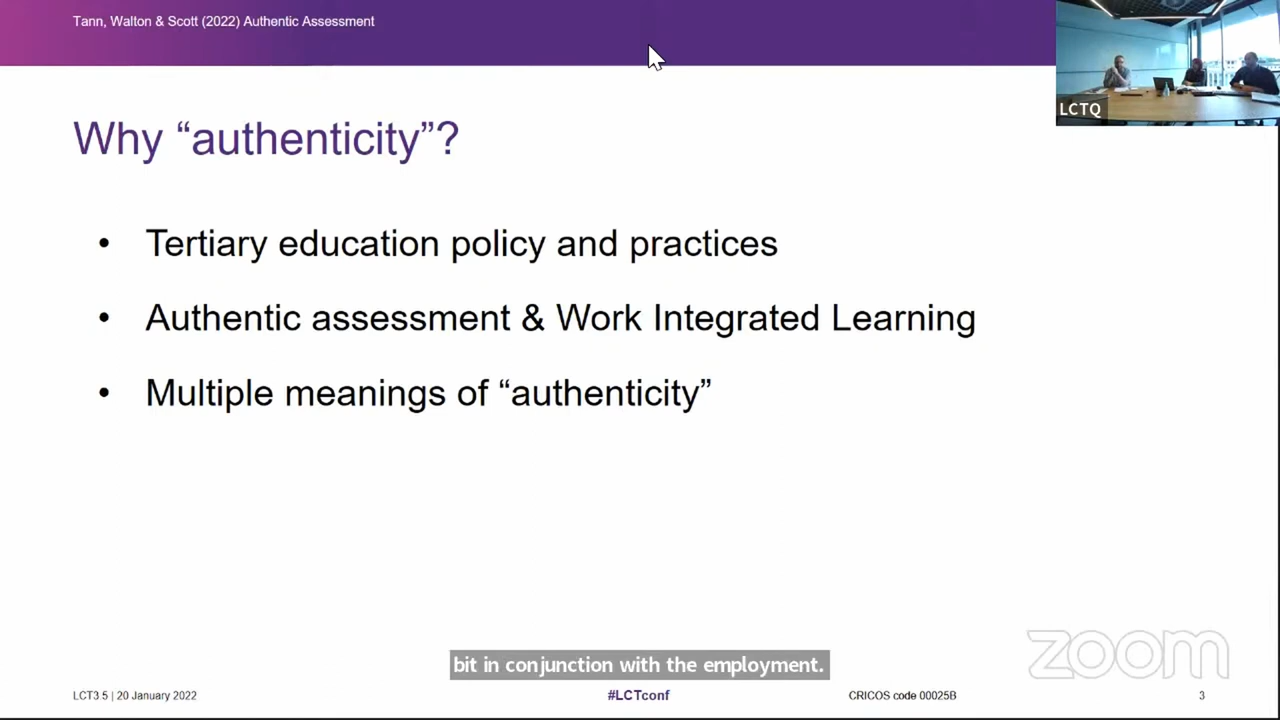 Tann, Walton & Scott (2022) Authentic Assessment
LCTQ
Why “authenticity”?
• Tertiary education policy and practices
• Authentic assessment & Work Integrated Learning
• Multiple meanings of “authenticity”
zoom
bit in conjunction with the employment.
LCT3 5 | 20 January 2022
#LCTconf
CRICOS code 00025B
3